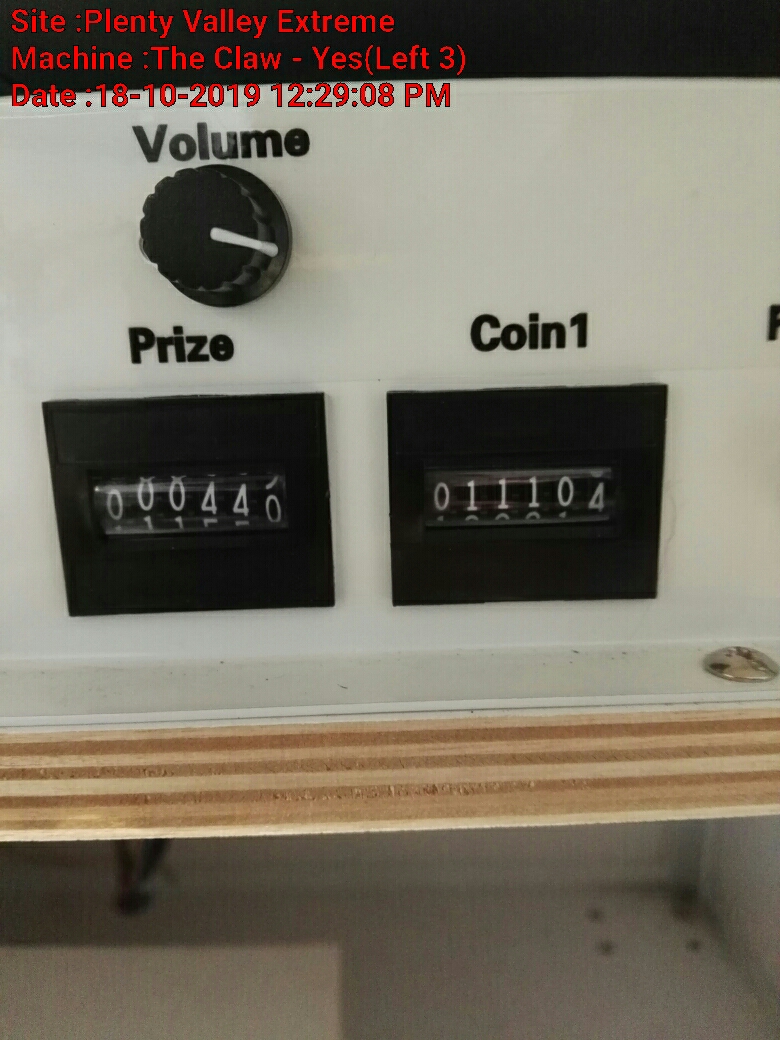 Site :Plenty Valley Extreme
Machine :The Claw - Yes(Left 3)
Date :18-10-2019 12:29:08 PM
Volume
Prize
Coin1
000440
011104